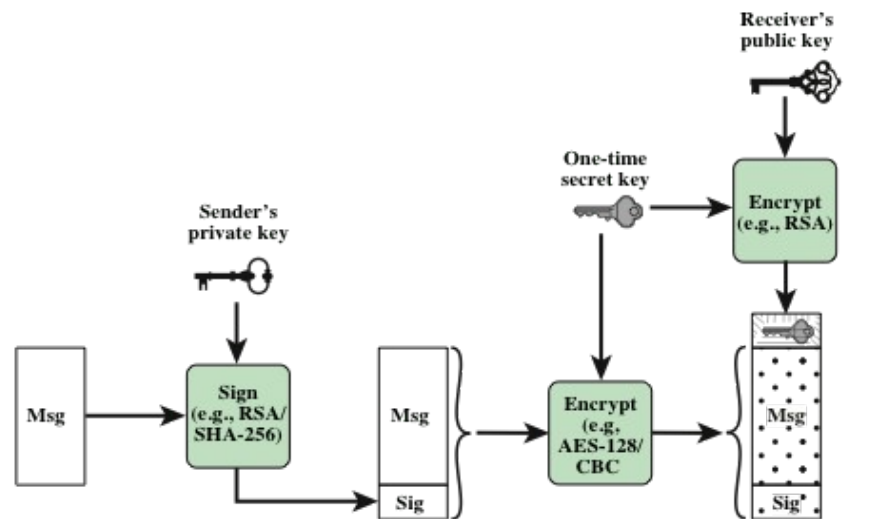 Receiver's
public key
One-time
secret key
Encrypt
(e.g., RSA)
Sender's
private key
Msg
Sign
(e.g., RSA/
SHA-256)
Msg
Sig
Encrypt
(e.g,
AES-128/
CBC
Msg
Sig